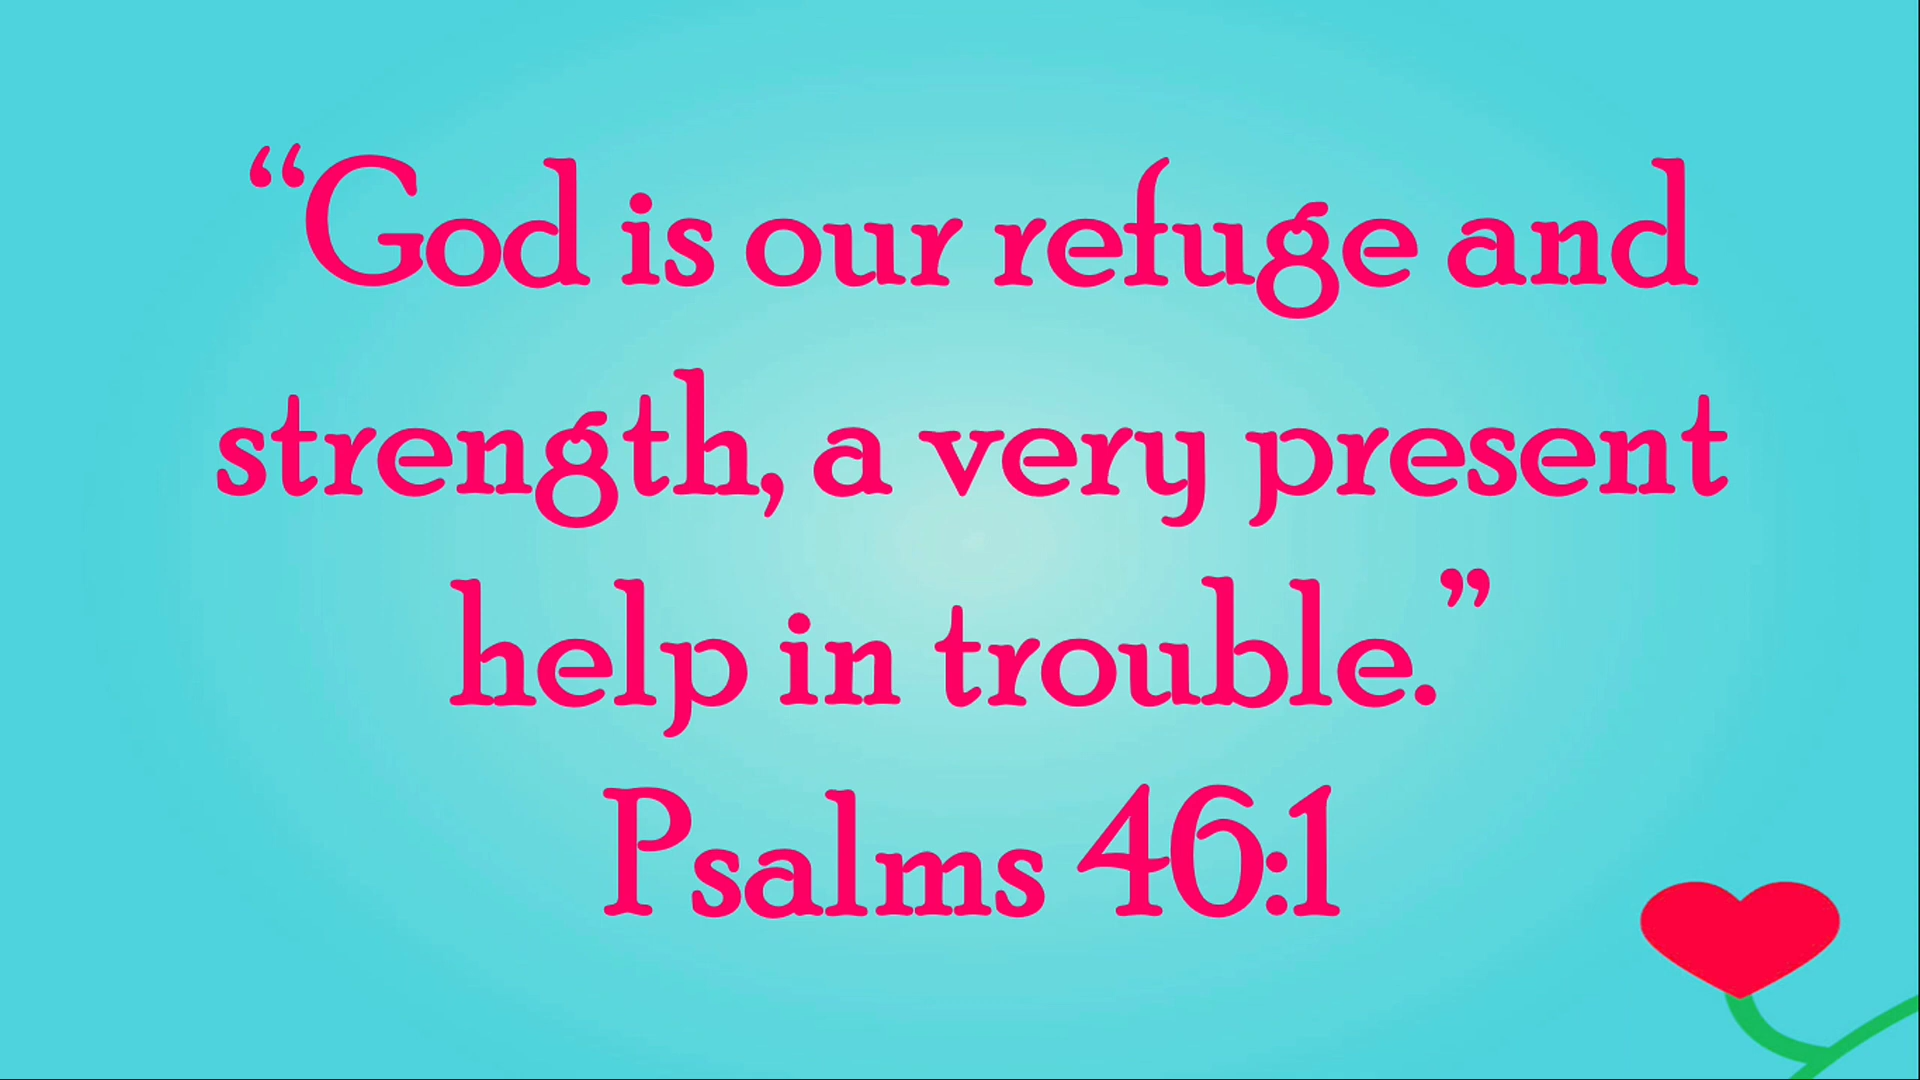 “God is our refuge and
strength, a very present
help in trouble.”
Psalms 46:1